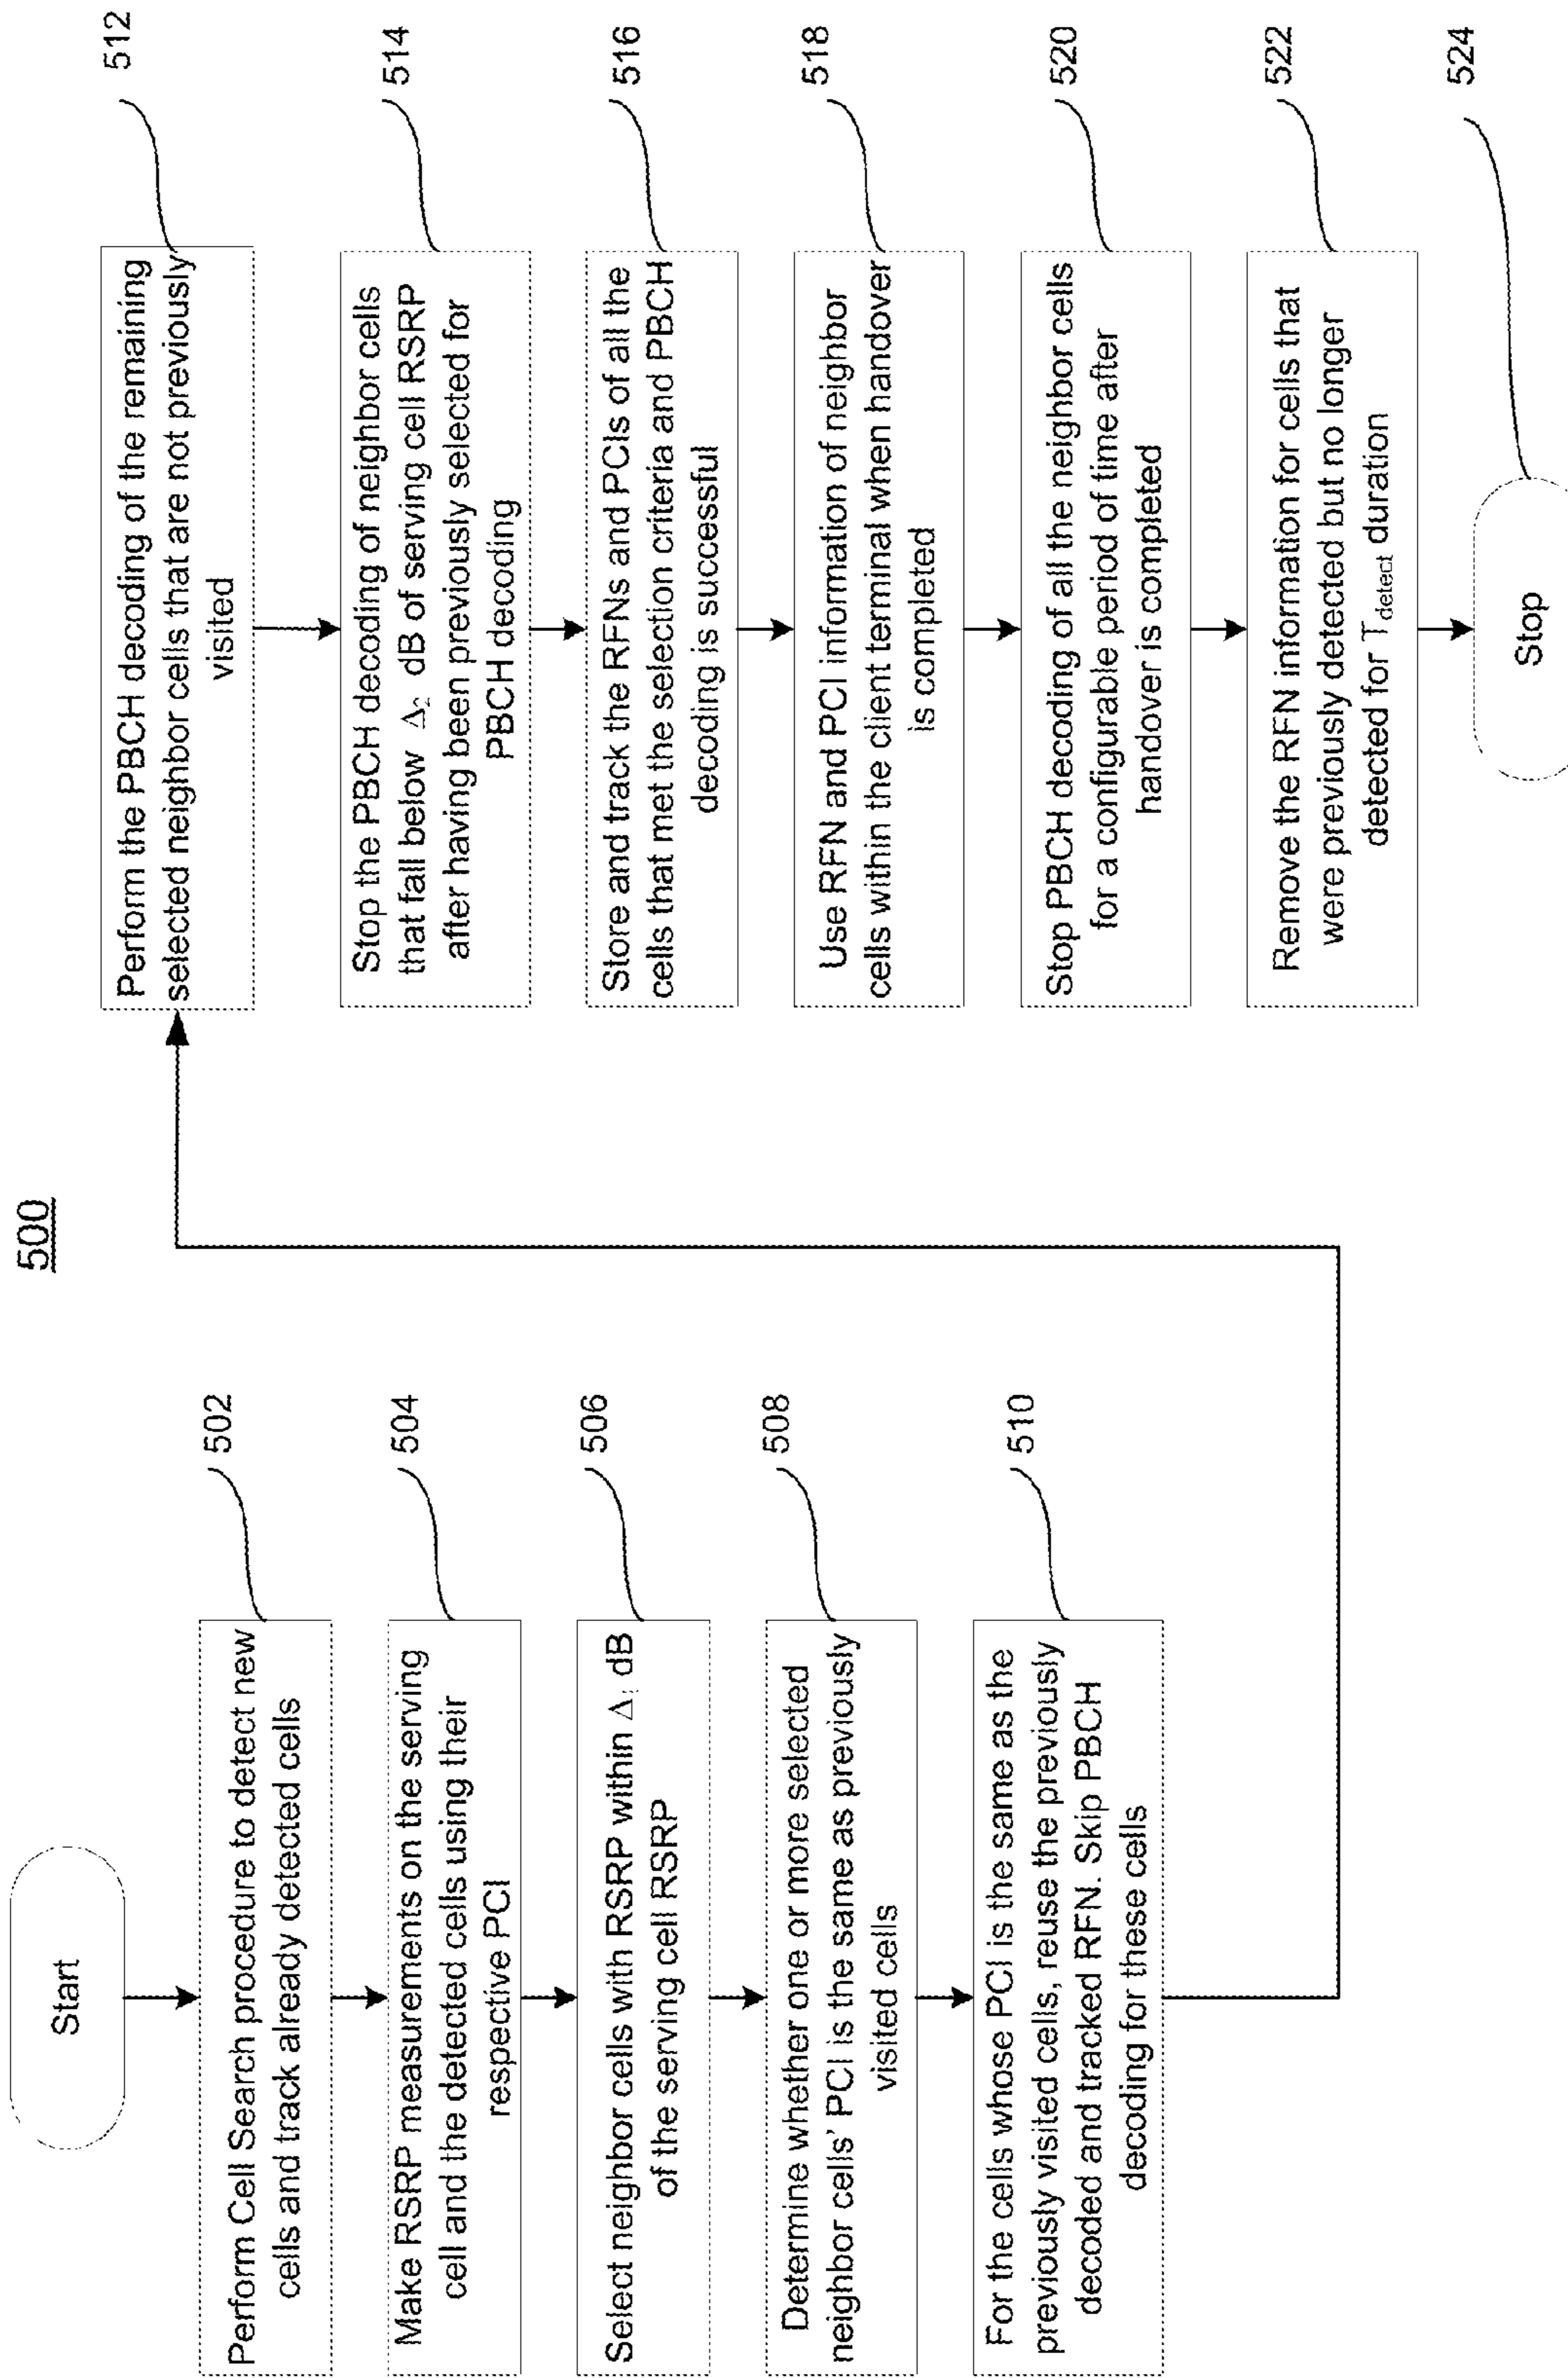 500
Start
Perform Cell Search procedure to detect new
cells and track already detected cells
502
Make RSRP measurements on the serving
cell and the detected cells using their
respective PCI
504
Select neighbor cells with RSRP within Δ₁ dB
of the serving cell RSRP
506
Determine whether one or more selected
neighbor cells' PCI is the same as previously
visited cells
508
For the cells whose PCI is the same as the
previously visited cells, reuse the previously
decoded and tracked RFN. Skip PBCH
decoding for these cells
510
Perform the PBCH decoding of the remaining
selected neighbor cells that are not previously
visited
512
Stop the PBCH decoding of neighbor cells
that fall below Δ₂ dB of serving cell RSRP
after having been previously selected for
PBCH decoding
514
Store and track the RFNs and PCIs of all the
cells that met the selection criteria and PBCH
decoding is successful
516
Use RFN and PCI information of neighbor
cells within the client terminal when handover
is completed
518
Stop PBCH decoding of all the neighbor cells
for a configurable period of time after
handover is completed
520
Remove the RFN information for cells that
were previously detected but no longer
detected for T_detect duration
522
Stop
524